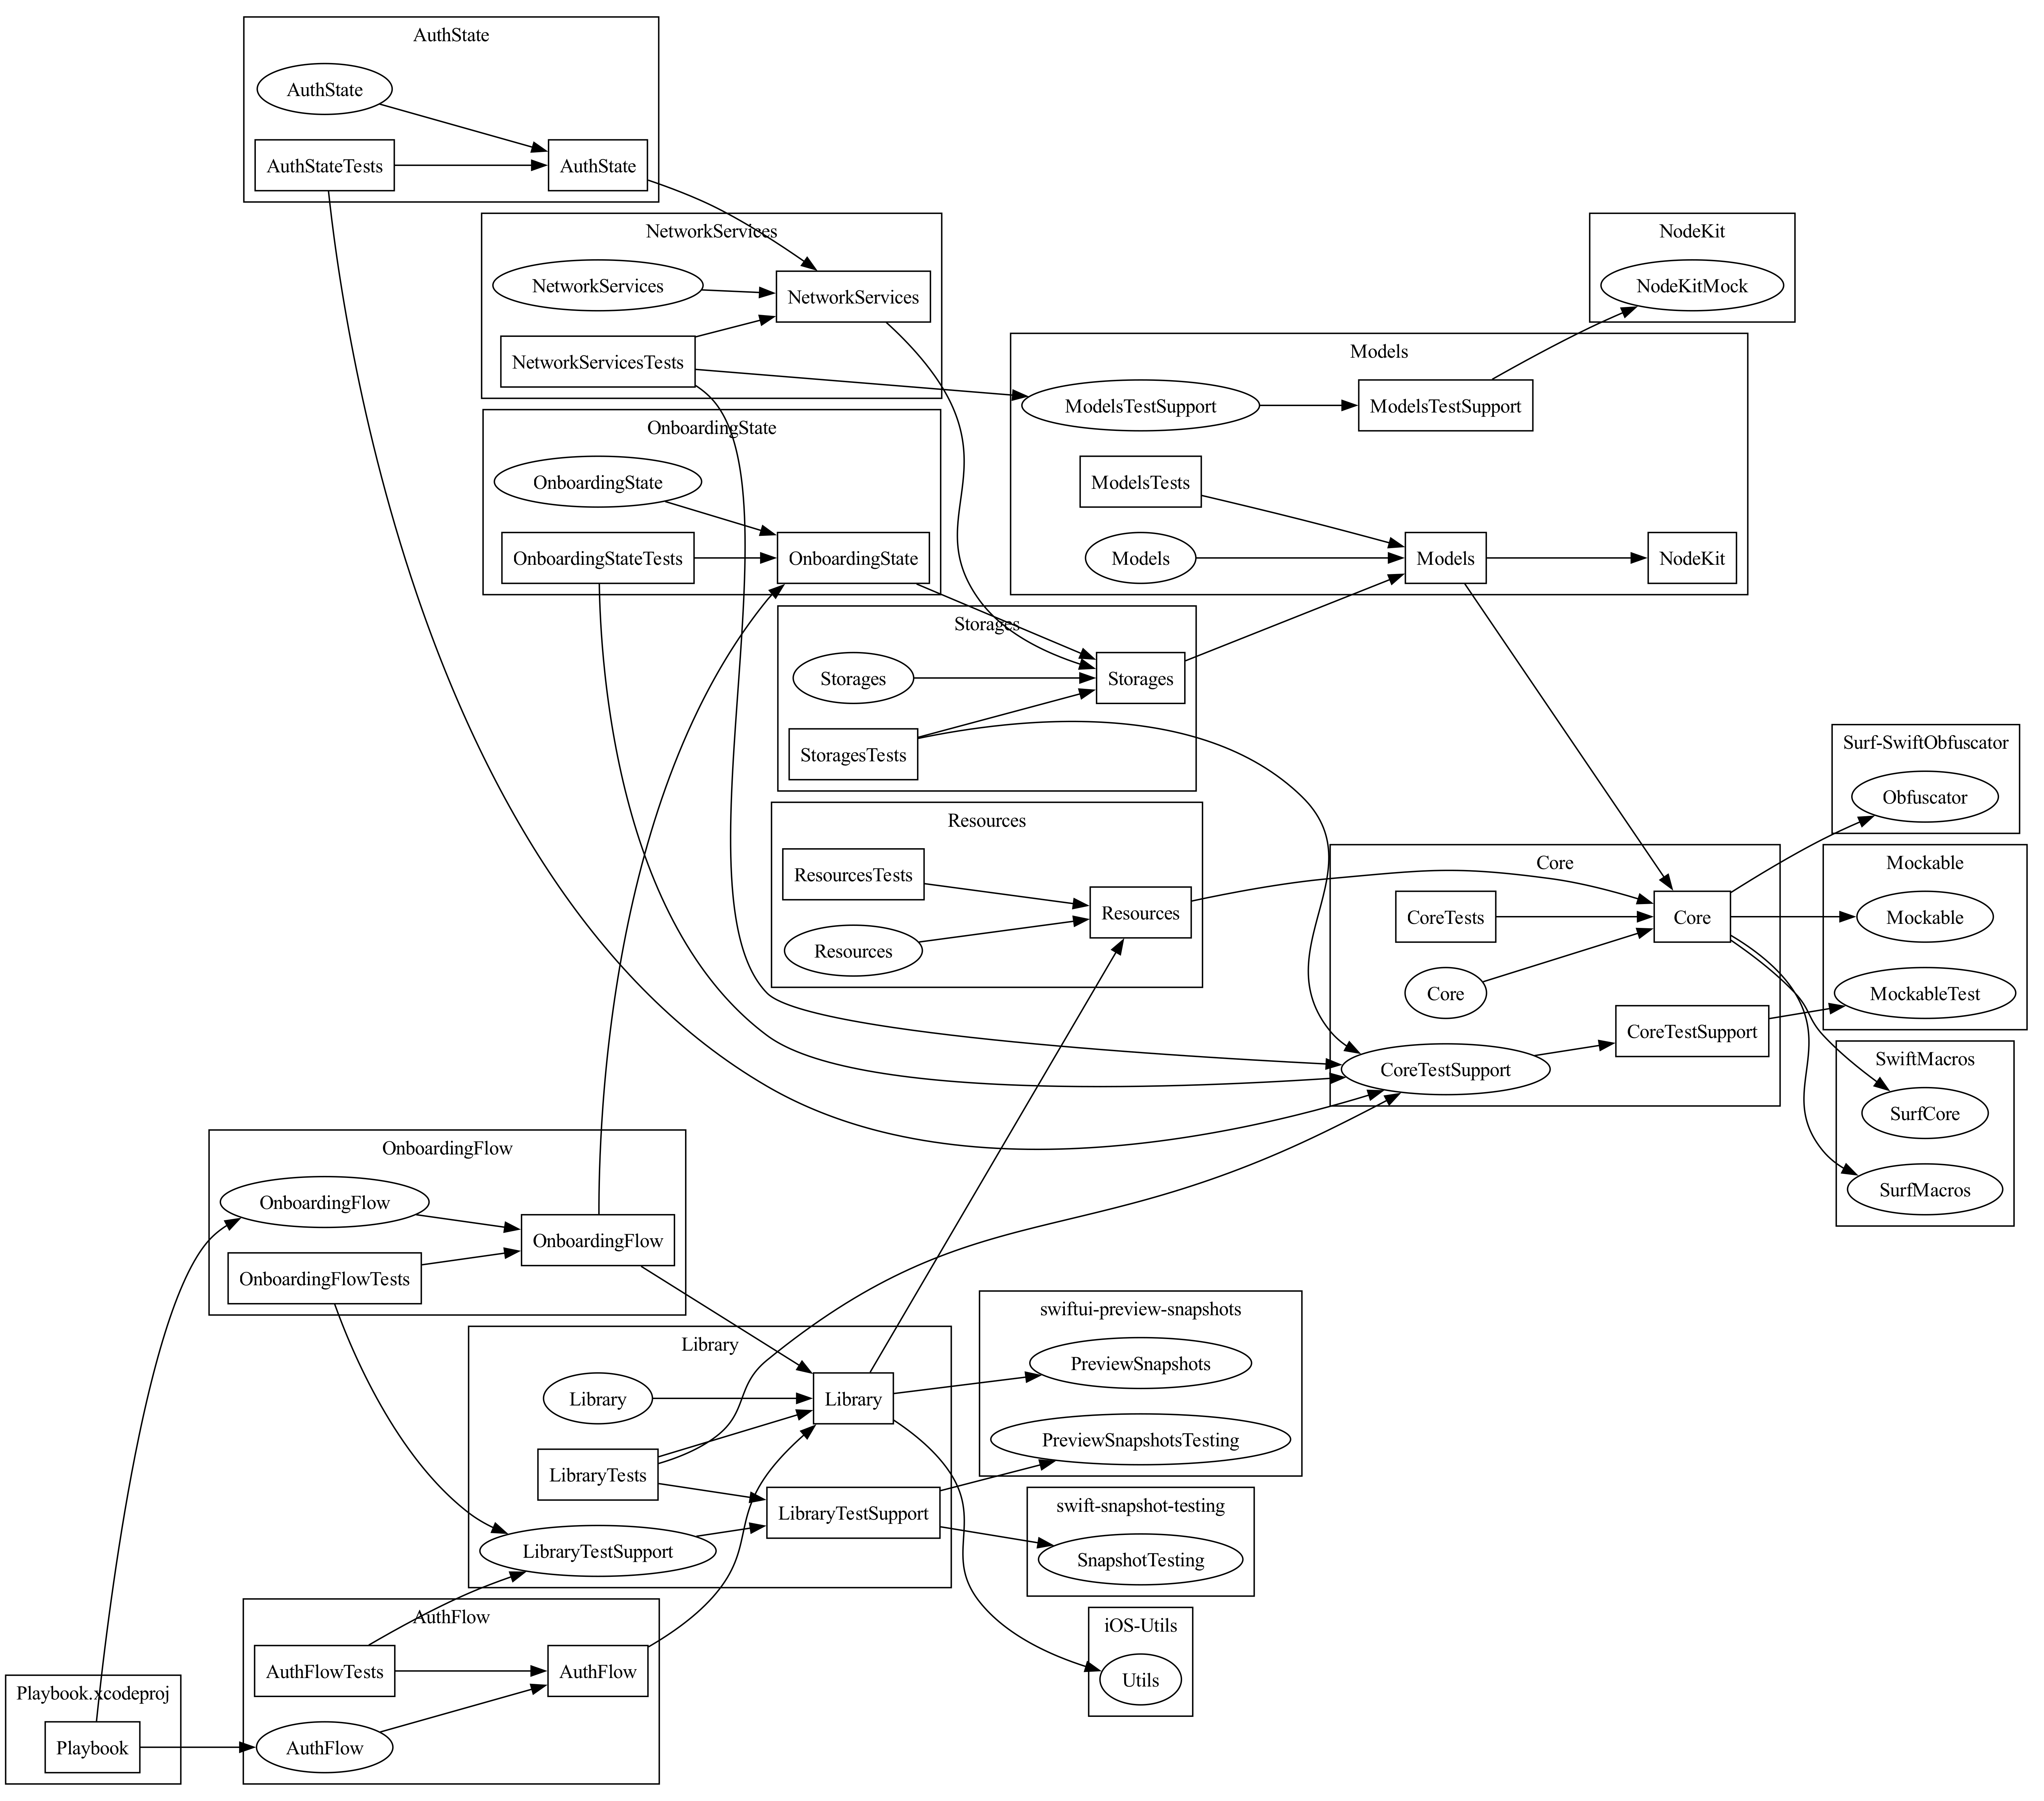 AuthState
AuthState
AuthStateTests
AuthState
NetworkServices
NetworkServices
NetworkServices
NetworkServicesTests
NodeKit
NodeKitMock
Models
ModelsTestSupport
ModelsTestSupport
ModelsTests
Models
Models
NodeKit
OnboardingState
OnboardingState
OnboardingStateTests
OnboardingState
Storages
Storages
Storages
StoragesTests
Surf-SwiftObfuscator
Obfuscator
Resources
ResourcesTests
Resources
Resources
Core
CoreTests
Core
Core
CoreTestSupport
CoreTestSupport
Mockable
Mockable
MockableTest
SwiftMacros
SurfCore
SurfMacros
OnboardingFlow
OnboardingFlow
OnboardingFlow
OnboardingFlowTests
Library
Library
Library
LibraryTests
LibraryTestSupport
LibraryTestSupport
swiftui-preview-snapshots
PreviewSnapshots
PreviewSnapshotsTesting
swift-snapshot-testing
SnapshotTesting
iOS-Utils
Utils
AuthFlow
AuthFlowTests
AuthFlow
AuthFlow
Playbook.xcodeproj
Playbook